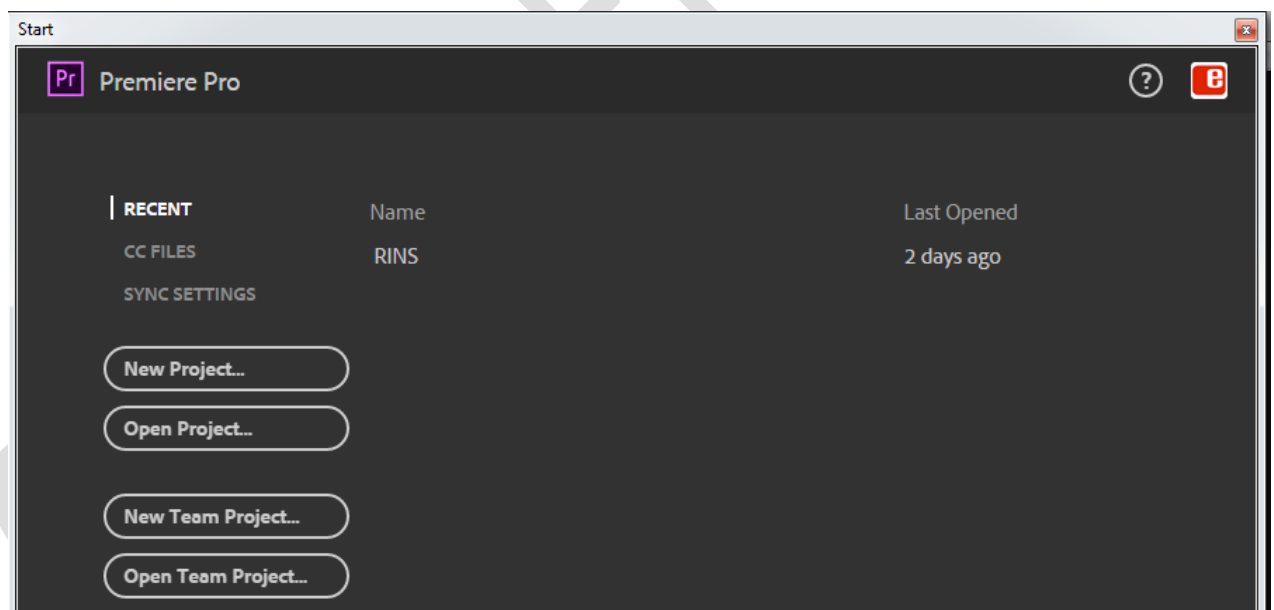 Start
Pr Premiere Pro ? e
RECENT Name Last Opened
CC FILES RINS 2 days ago
SYNC SETTINGS
New Project...
Open Project...
New Team Project...
Open Team Project...